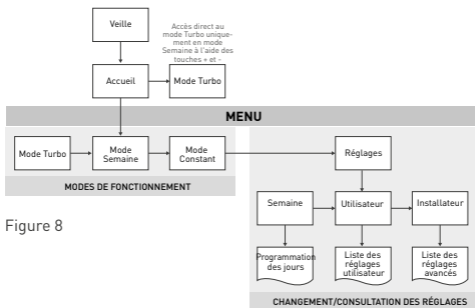 Veille
Accès direct au
mode Turbo unique-
ment en mode
Semaine à l'aide des
touches + et -
Accueil
Mode Turbo
MENU
Mode Turbo
Mode
Semaine
Mode
Constant
Réglages
MODES DE FONCTIONNEMENT
Semaine
Utilisateur
Installateur
Figure 8
Programmation
des jours
Liste des
réglages
utilisateur
Liste des
réglages
avancés
CHANGEMENT/CONSULTATION DES RÉGLAGES